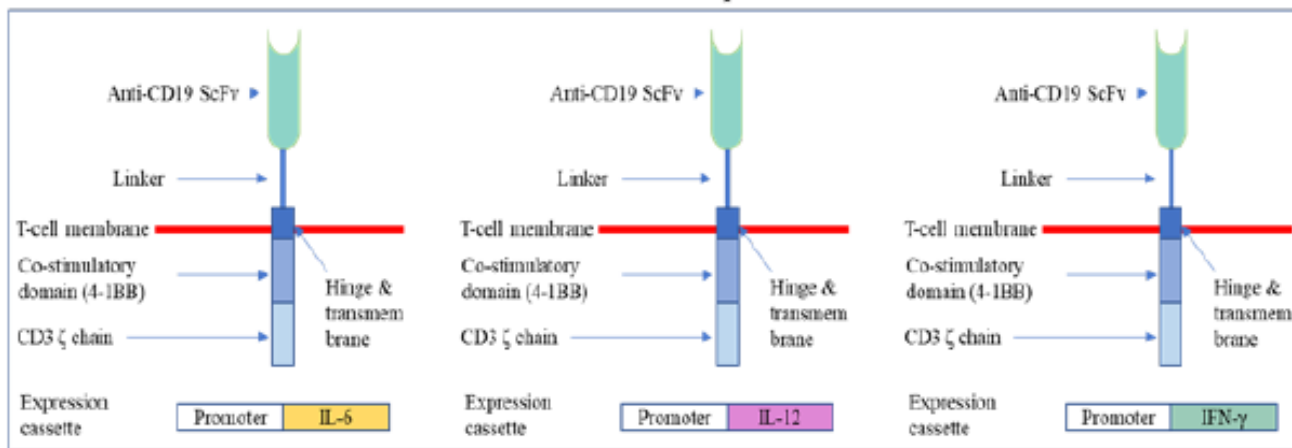 Anti-CD19 ScFv
Linker
T-cell membrane
Co-stimulatory
domain (4-1BB)
CD3 ζ chain
Hinge &
transmem
brane
Expression
cassette
Promoter IL-6
Anti-CD19 ScFv
Linker
T-cell membrane
Co-stimulatory
domain (4-1BB)
CD3 ζ chain
Hinge &
transmem
brane
Expression
cassette
Promoter IL-12
Anti-CD19 ScFv
Linker
T-cell membrane
Co-stimulatory
domain (4-1BB)
CD3 ζ chain
Hinge &
transmem
brane
Expression
cassette
Promoter IFN-γ